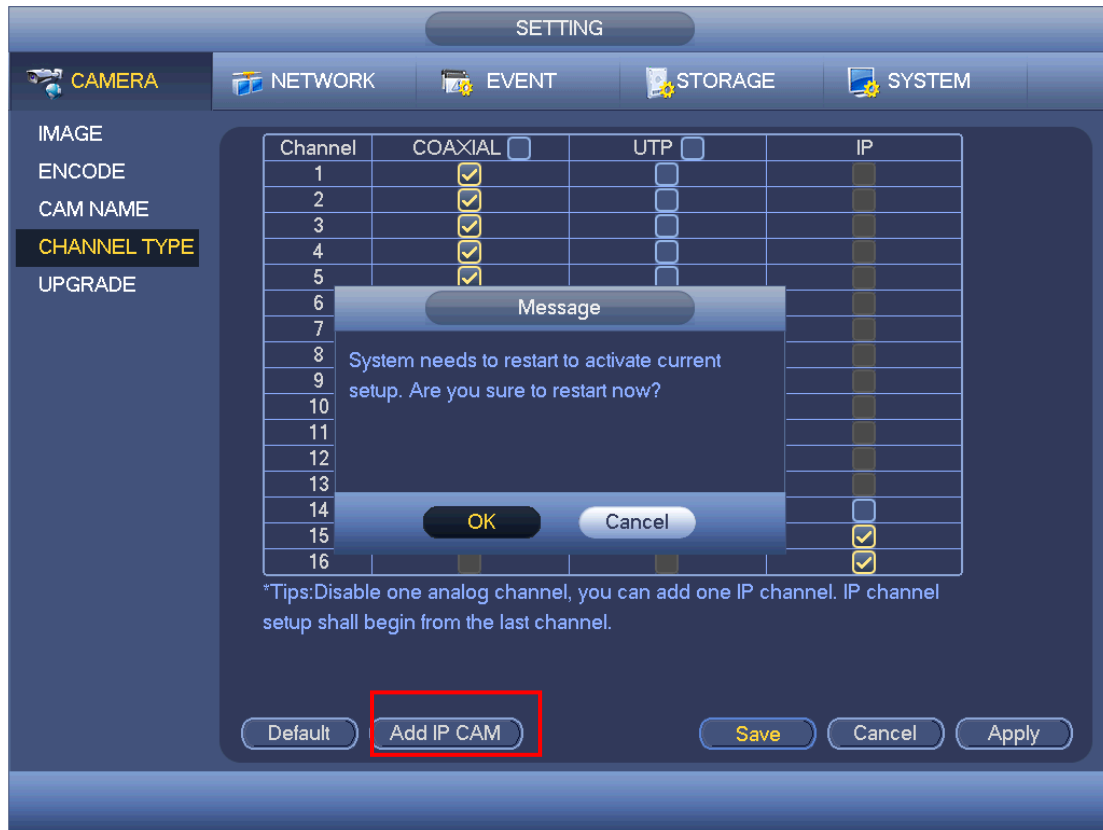 SETTING
CAMERA NETWORK EVENT STORAGE SYSTEM
IMAGE
ENCODE
CAM NAME
CHANNEL TYPE
UPGRADE
Channel COAXIAL UTP IP
1
2
3
4
5
6
7
8
9
10
11
12
13
14
15
16
Message
System needs to restart to activate current
setup. Are you sure to restart now?
OK Cancel
*Tips:Disable one analog channel, you can add one IP channel. IP channel
setup shall begin from the last channel.
Default Add IP CAM Save Cancel Apply